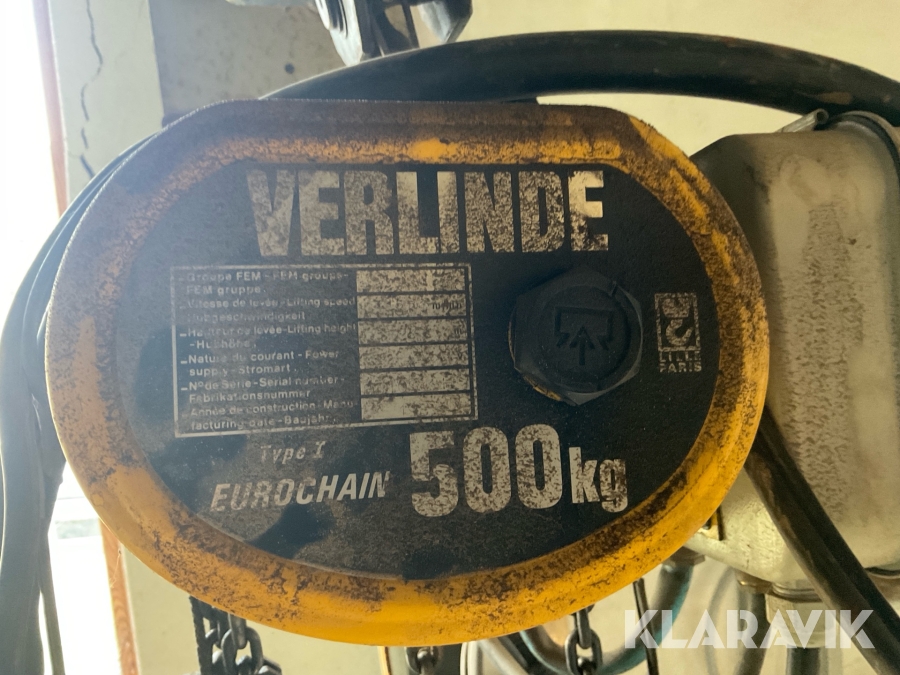 VERLINDE
- Groupe FEM - FEM groupe-
FEM gruppe.
- Vitesse de levée - Lifting speed
Hubgeschwindigkeit
- Hauteur de levée - Lifting height
- Hubhöhe
- Nature du courant - Power
supply - stromart.
- Nº de Série - Serial number -
Fabrikationsnummer
- Année de construction - Manu-
facturing date - Baujahr.
m/min
LILLE
PARIS
Type I
EUROCHAIN 500kg
KLARAVIK